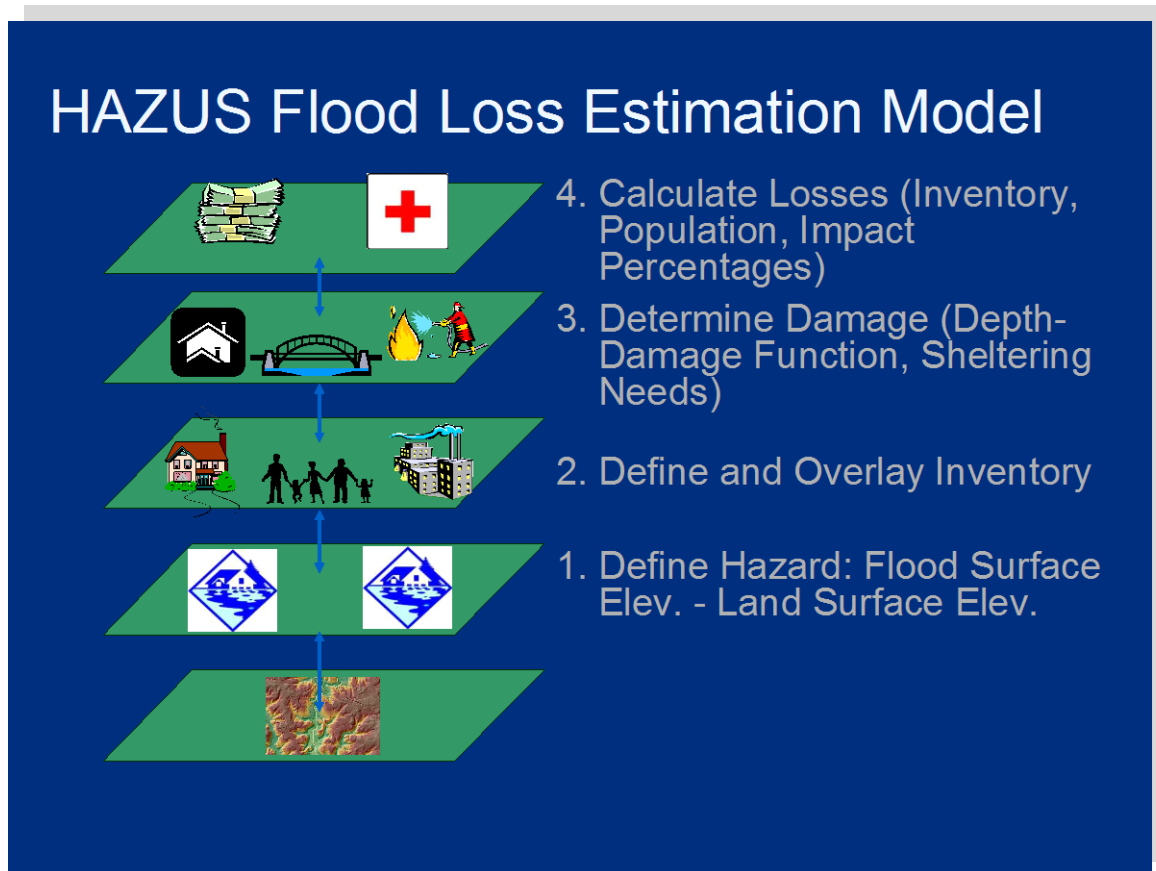 HAZUS Flood Loss Estimation Model
4. Calculate Losses (Inventory,
Population, Impact
Percentages)
3. Determine Damage (Depth-
Damage Function, Sheltering
Needs)
2. Define and Overlay Inventory
1. Define Hazard: Flood Surface
Elev. - Land Surface Elev.